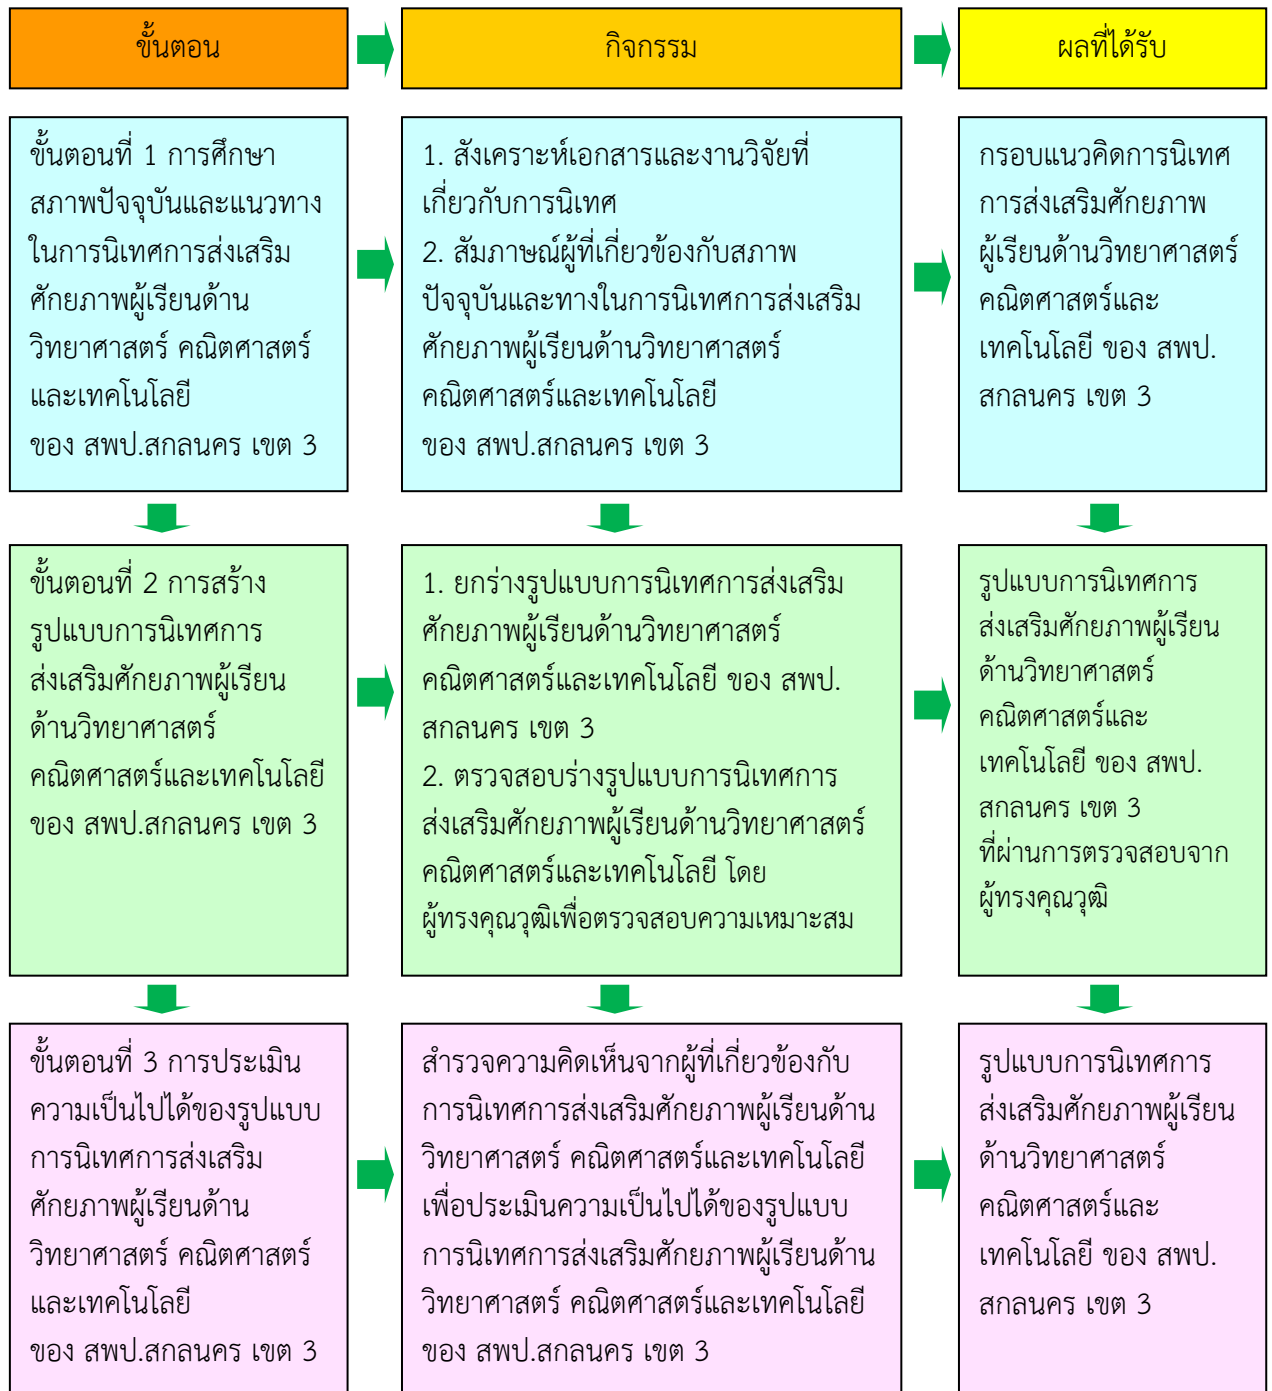 ขั้นตอน
กิจกรรม
ผลที่ได้รับ
ขั้นตอนที่ 1 การศึกษา
สภาพปัจจุบันและแนวทาง
ในการนิเทศการส่งเสริม
ศักยภาพผู้เรียนด้าน
วิทยาศาสตร์ คณิตศาสตร์
และเทคโนโลยี
ของ สพป.สกลนคร เขต 3
1. สังเคราะห์เอกสารและงานวิจัยที่
เกี่ยวกับการนิเทศ
2. สัมภาษณ์ผู้ที่เกี่ยวข้องกับสภาพ
ปัจจุบันและทางในการนิเทศการส่งเสริม
ศักยภาพผู้เรียนด้านวิทยาศาสตร์
คณิตศาสตร์และเทคโนโลยี
ของ สพป.สกลนคร เขต 3
กรอบแนวคิดการนิเทศ
การส่งเสริมศักยภาพ
ผู้เรียนด้านวิทยาศาสตร์
คณิตศาสตร์และ
เทคโนโลยี ของ สพป.
สกลนคร เขต 3
ขั้นตอนที่ 2 การสร้าง
รูปแบบการนิเทศการ
ส่งเสริมศักยภาพผู้เรียน
ด้านวิทยาศาสตร์
คณิตศาสตร์และเทคโนโลยี
ของ สพป.สกลนคร เขต 3
1. ยกร่างรูปแบบการนิเทศการส่งเสริม
ศักยภาพผู้เรียนด้านวิทยาศาสตร์
คณิตศาสตร์และเทคโนโลยี ของ สพป.
สกลนคร เขต 3
2. ตรวจสอบร่างรูปแบบการนิเทศการ
ส่งเสริมศักยภาพผู้เรียนด้านวิทยาศาสตร์
คณิตศาสตร์และเทคโนโลยี โดย
ผู้ทรงคุณวุฒิเพื่อตรวจสอบความเหมาะสม
รูปแบบการนิเทศการ
ส่งเสริมศักยภาพผู้เรียน
ด้านวิทยาศาสตร์
คณิตศาสตร์และ
เทคโนโลยี ของ สพป.
สกลนคร เขต 3
ที่ผ่านการตรวจสอบจาก
ผู้ทรงคุณวุฒิ
ขั้นตอนที่ 3 การประเมิน
ความเป็นไปได้ของรูปแบบ
การนิเทศการส่งเสริม
ศักยภาพผู้เรียนด้าน
วิทยาศาสตร์ คณิตศาสตร์
และเทคโนโลยี
ของ สพป.สกลนคร เขต 3
สำรวจความคิดเห็นจากผู้ที่เกี่ยวข้องกับ
การนิเทศการส่งเสริมศักยภาพผู้เรียนด้าน
วิทยาศาสตร์ คณิตศาสตร์และเทคโนโลยี
เพื่อประเมินความเป็นไปได้ของรูปแบบ
การนิเทศการส่งเสริมศักยภาพผู้เรียนด้าน
วิทยาศาสตร์ คณิตศาสตร์และเทคโนโลยี
ของ สพป.สกลนคร เขต 3
รูปแบบการนิเทศการ
ส่งเสริมศักยภาพผู้เรียน
ด้านวิทยาศาสตร์
คณิตศาสตร์และ
เทคโนโลยี ของ สพป.
สกลนคร เขต 3